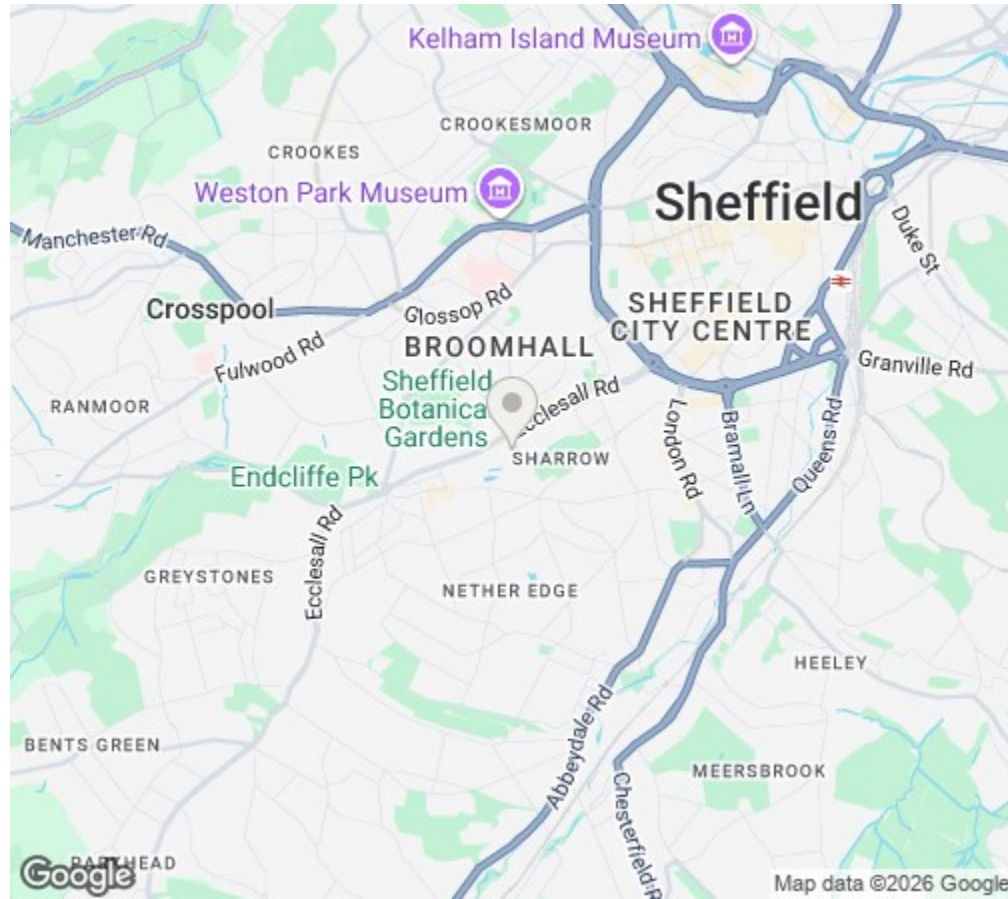 Kelham Island Museum
CROOKESMOOR
CROOKES
Weston Park Museum
Sheffield
Manchester Rd
Duke St
Crosspool
Glossop Rd
SHEFFIELD
CITY CENTRE
Fulwood Rd
BROOMHALL
Granville Rd
Sheffield
Botanica
Gardens
RANMOOR
Ecclesall Rd
London Rd
Bramall Ln
Queens Rd
SHARROW
Endcliffe Pk
Ecclesall Rd
GREYSTONES
NETHER EDGE
HEELEY
Abbeydale Rd
BENTS GREEN
MEERSBROOK
Chesterfield R
Google
Map data ©2026 Google